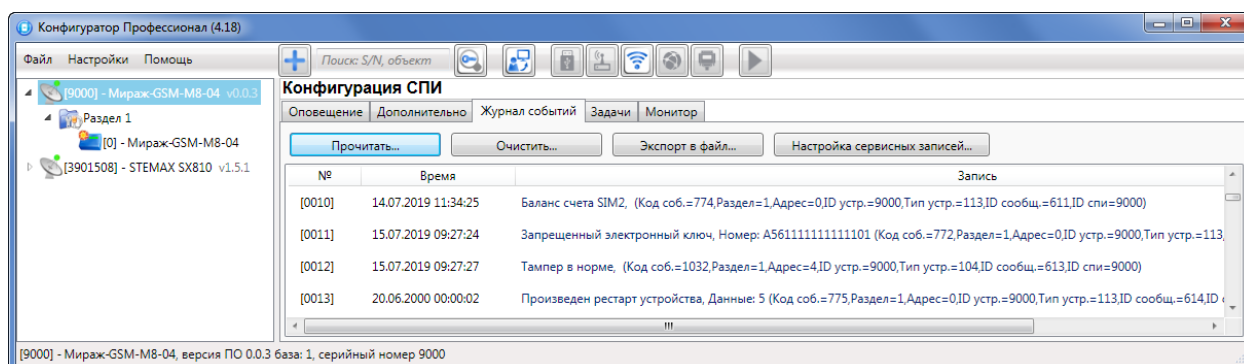 Конфигуратор Профессионал (4.18)
Файл Настройки Помощь
Поиск: S/N, объект
[9000] - Мираж-GSM-M8-04 v0.0.3
Раздел 1
[0] - Мираж-GSM-M8-04
[3901508] - STEMAX SX810 v1.5.1
Конфигурация СПИ
Оповещение Дополнительно Журнал событий Задачи Монитор
Прочитать... Очистить... Экспорт в файл... Настройка сервисных записей...
№ Время Запись
[0010] 14.07.2019 11:34:25 Баланс счета SIM2, (Код соб.=774,Раздел=1,Адрес=0,ID устр.=9000,Тип устр.=113,ID сообщ.=611,ID спи=9000)
[0011] 15.07.2019 09:27:24 Запрещенный электронный ключ, Номер: A561111111111101 (Код соб.=772,Раздел=1,Адрес=0,ID устр.=9000,Тип устр.=113,
[0012] 15.07.2019 09:27:27 Тампер в норме, (Код соб.=1032,Раздел=1,Адрес=4,ID устр.=9000,Тип устр.=104,ID сообщ.=613,ID спи=9000)
[0013] 20.06.2000 00:00:02 Произведен рестарт устройства, Данные: 5 (Код соб.=775,Раздел=1,Адрес=0,ID устр.=9000,Тип устр.=113,ID сообщ.=614,ID
[9000] - Мираж-GSM-M8-04, версия ПО 0.0.3 база: 1, серийный номер 9000